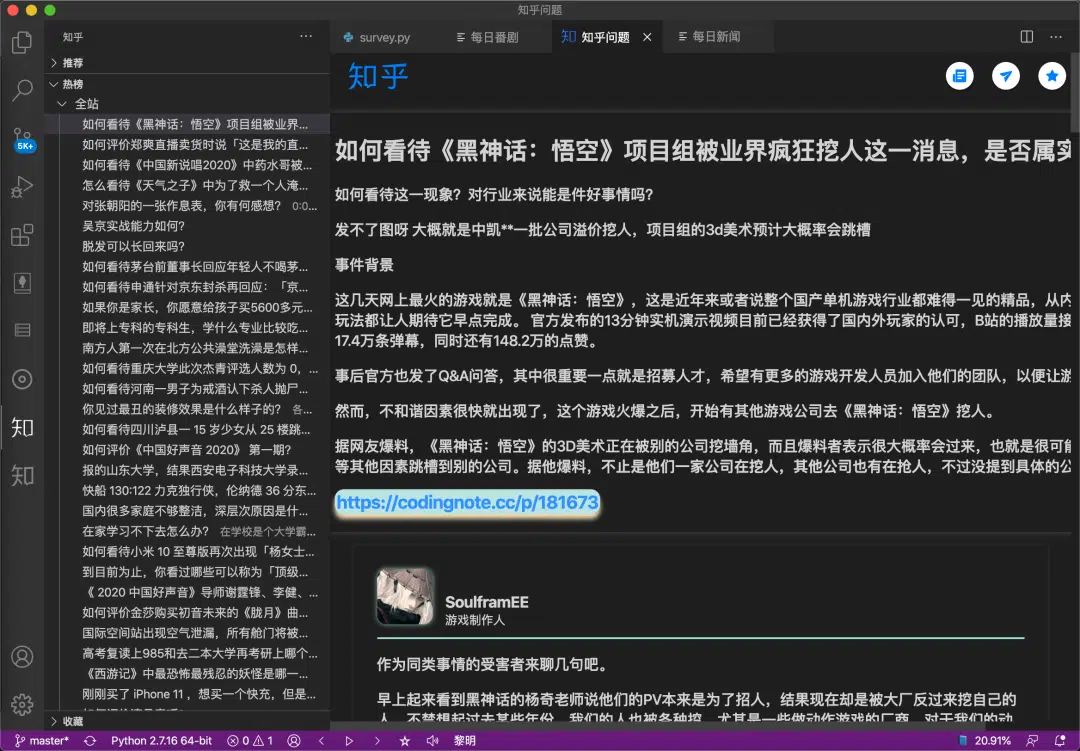 知乎问题
知乎
推荐
热榜
全站
如何看待《黑神话：悟空》项目组被业界...
如何评价郑爽直播卖货时说「这是我的直...
如何看待《中国新说唱2020》中药水哥被...
怎么看待《天气之子》中为了救一个人淹...
对张朝阳的一张作息表，你有何感想？ 0:0...
吴京实战能力如何?
脱发可以长回来吗?
如何看待茅台前董事长回应年轻人不喝茅...
如何看待申通针对京东封杀再回应：「京...
如果你是家长，你愿意给孩子买5600多元...
即将上专科的专科生，学什么专业比较吃...
南方人第一次在北方公共澡堂洗澡是怎样...
如何看待重庆大学此次杰青评选人数为 0，...
如何看待河南一男子为戒酒认下杀人抛尸...
你见过最丑的装修效果是什么样子的? 各...
如何看待四川泸县一 15 岁少女从 25 楼跳...
如何评价《中国好声音 2020》 第一期?
报的山东大学，结果西安电子科技大学录...
快船 130:122 力克独行侠，伦纳德 36 分东...
国内很多家庭不够整洁，深层次原因是什...
在家学习不下去怎么办? 在学校是个大学霸...
如何看待小米 10 至尊版再次出现「杨女士...
到目前为止，你看过哪些可以称为「顶级...
《 2020 中国好声音》导师谢霆锋、李健、...
如何评价金莎购买初音未来的《胧月》曲...
国际空间站出现空气泄漏，所有舱门将被...
高考复读上985和去二本大学再考研上哪个...
《西游记》中最恐怖最残忍的妖怪是哪一...
刚刚买了 iPhone 11 ，想买一个快充，但是...
收藏
survey.py
每日番剧
知 知乎问题
每日新闻
知乎
如何看待《黑神话：悟空》项目组被业界疯狂挖人这一消息，是否属实
如何看待这一现象？对行业来说能是件好事情吗?
发不了图呀 大概就是中凯**一批公司溢价挖人，项目组的3d美术预计大概率会跳槽
事件背景
这几天网上最火的游戏就是《黑神话：悟空》，这是近年来或者说整个国产单机游戏行业都难得一见的精品，从内
玩法都让人期待它早点完成。 官方发布的13分钟实机演示视频目前已经获得了国内外玩家的认可，B站的播放量接
17.4万条弹幕，同时还有148.2万的点赞。
事后官方也发了Q&A问答，其中很重要一点就是招募人才，希望有更多的游戏开发人员加入他们的团队，以便让游
然而，不和谐因素很快就出现了，这个游戏火爆之后，开始有其他游戏公司去《黑神话：悟空》挖人。
据网友爆料，《黑神话：悟空》的3D美术正在被别的公司挖墙角，而且爆料者表示很大概率会过来，也就是很可能
等其他因素跳槽到别的公司。据他爆料，不止是他们一家公司在挖人，其他公司也有在抢人，不过没提到具体的公
https://codingnote.cc/p/181673
SoulframEE
游戏制作人
作为同类事情的受害者来聊几句吧。
早上起来看到黑神话的杨奇老师说他们的PV本来是为了招人，结果现在却是被大厂反过来挖自己的
人，不禁想起过去某些年份，我们的人也被各种挖，尤其是一些做动作游戏的厂商，对于我们的动
5K+
知
知
master*
Python 2.7.16 64-bit
0
1
黎明
20.91%